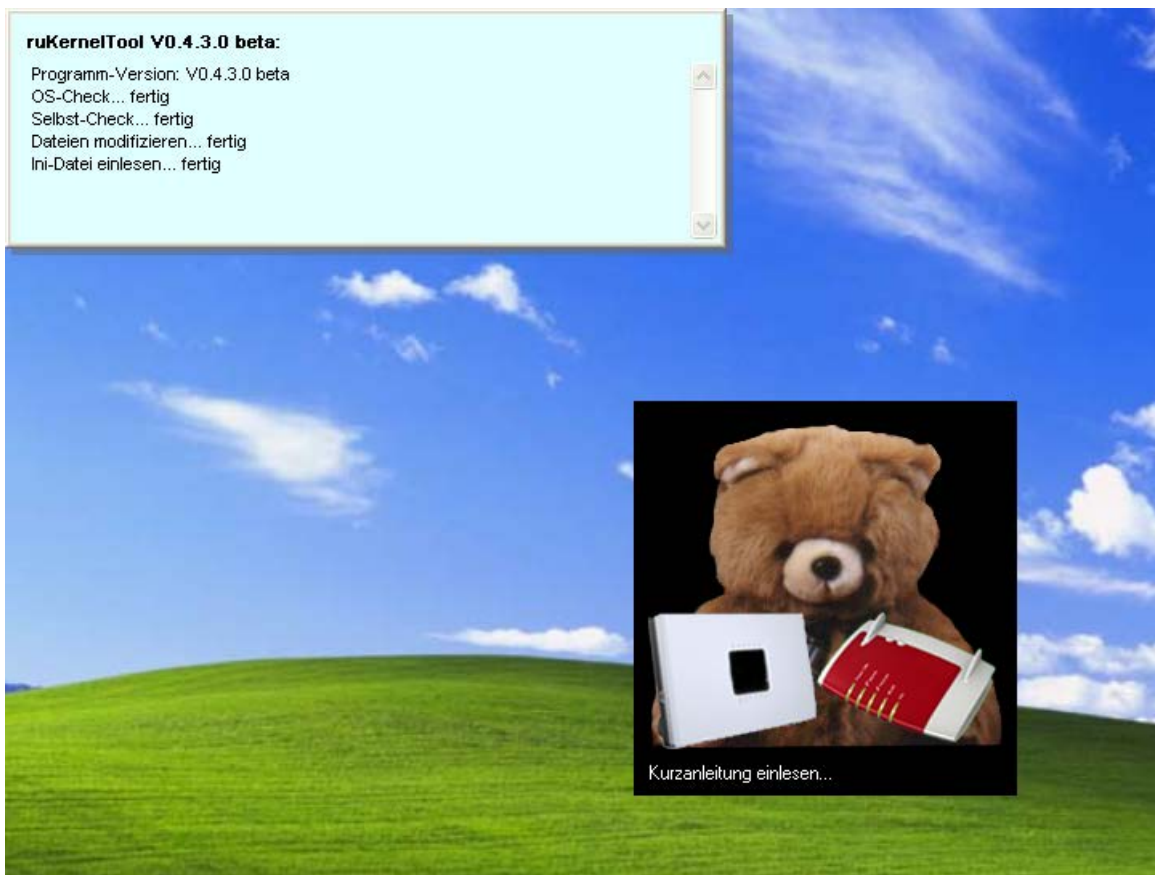 ruKernelTool V0.4.3.0 beta:
Programm-Version: V0.4.3.0 beta
OS-Check... fertig
Selbst-Check... fertig
Dateien modifizieren... fertig
Ini-Datei einlesen... fertig
Kurzanleitung einlesen...